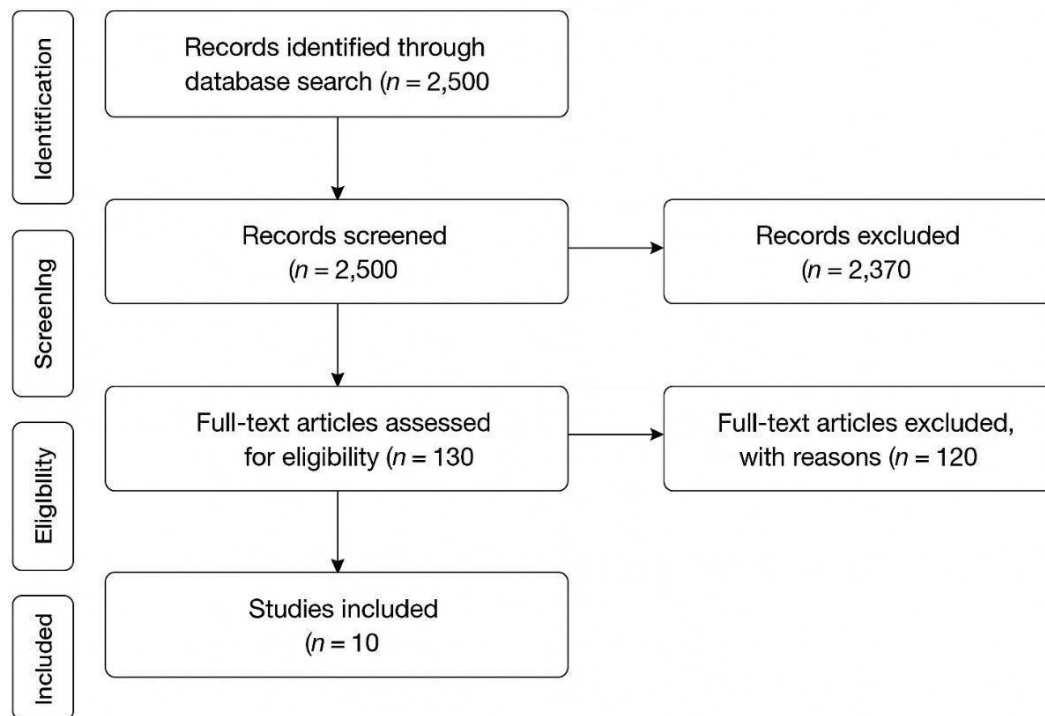 Identification
Records identified through
database search (n = 2,500
Records screened
(n = 2,500
Records excluded
(n = 2,370
Screening
Full-text articles assessed
for eligibility (n = 130
Full-text articles excluded,
with reasons (n = 120
Eligibility
Studies included
(n = 10
Included